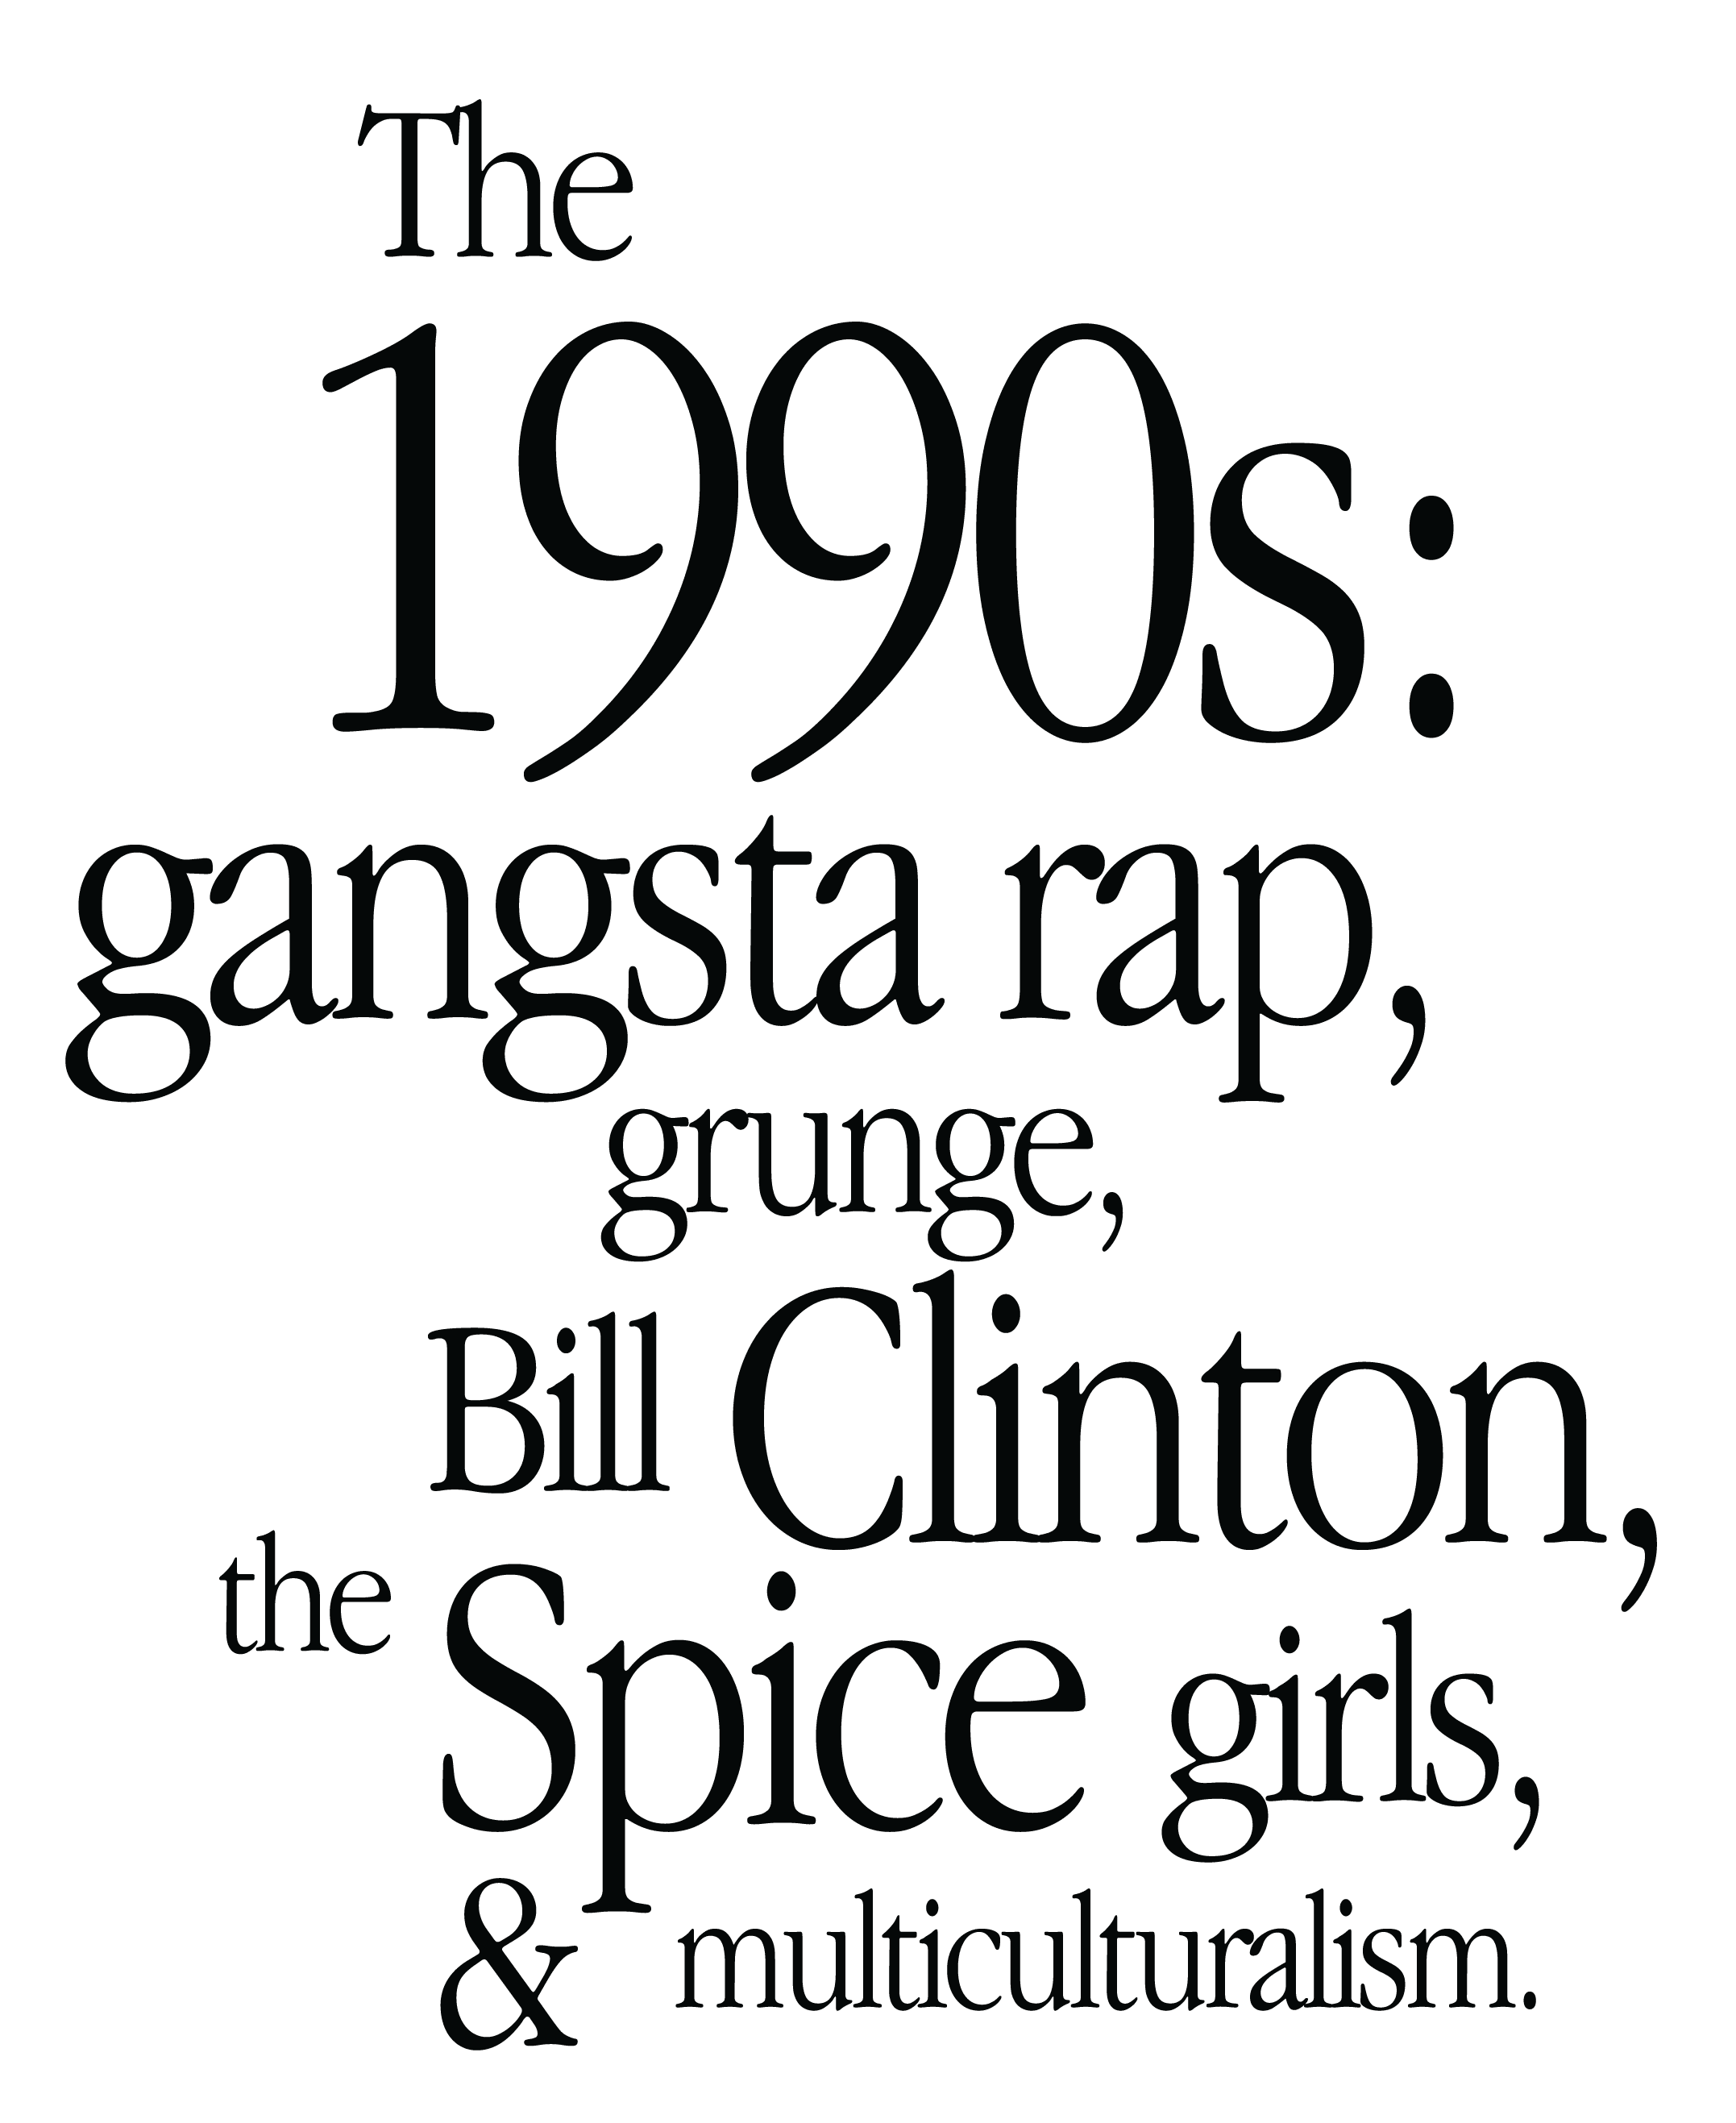 The
1990s:
gangsta rap,
grunge,
Bill Clinton,
the Spice girls,
& multiculturalism.